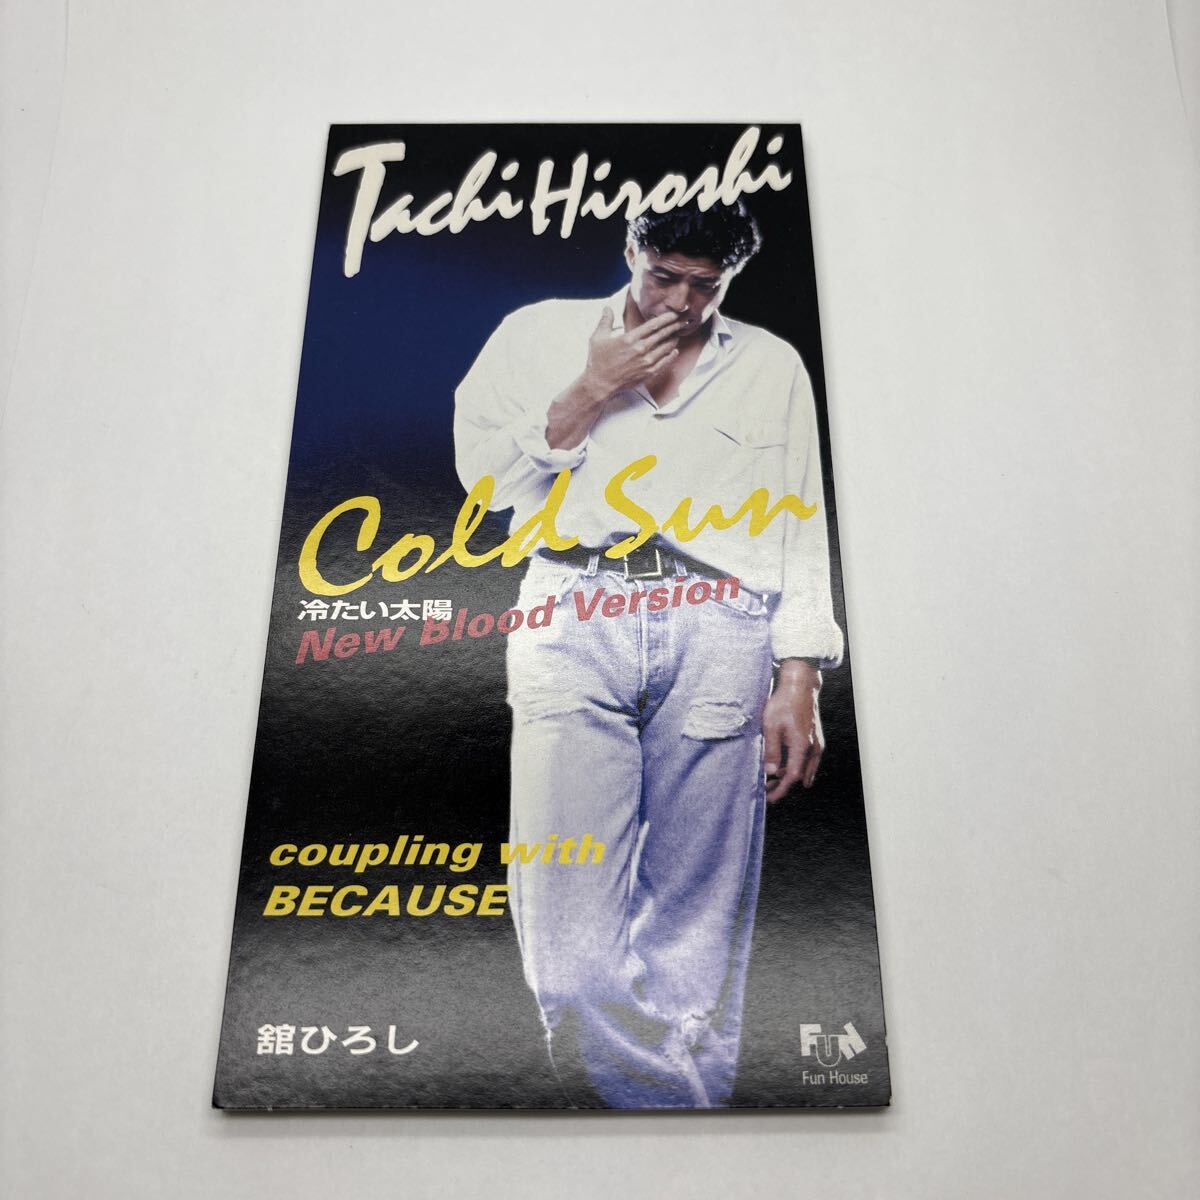 Tachi Hiroshi
Cold Sun
冷たい太陽
New Blood Version
coupling with
BECAUSE
舘ひろし
FUN
Fun House